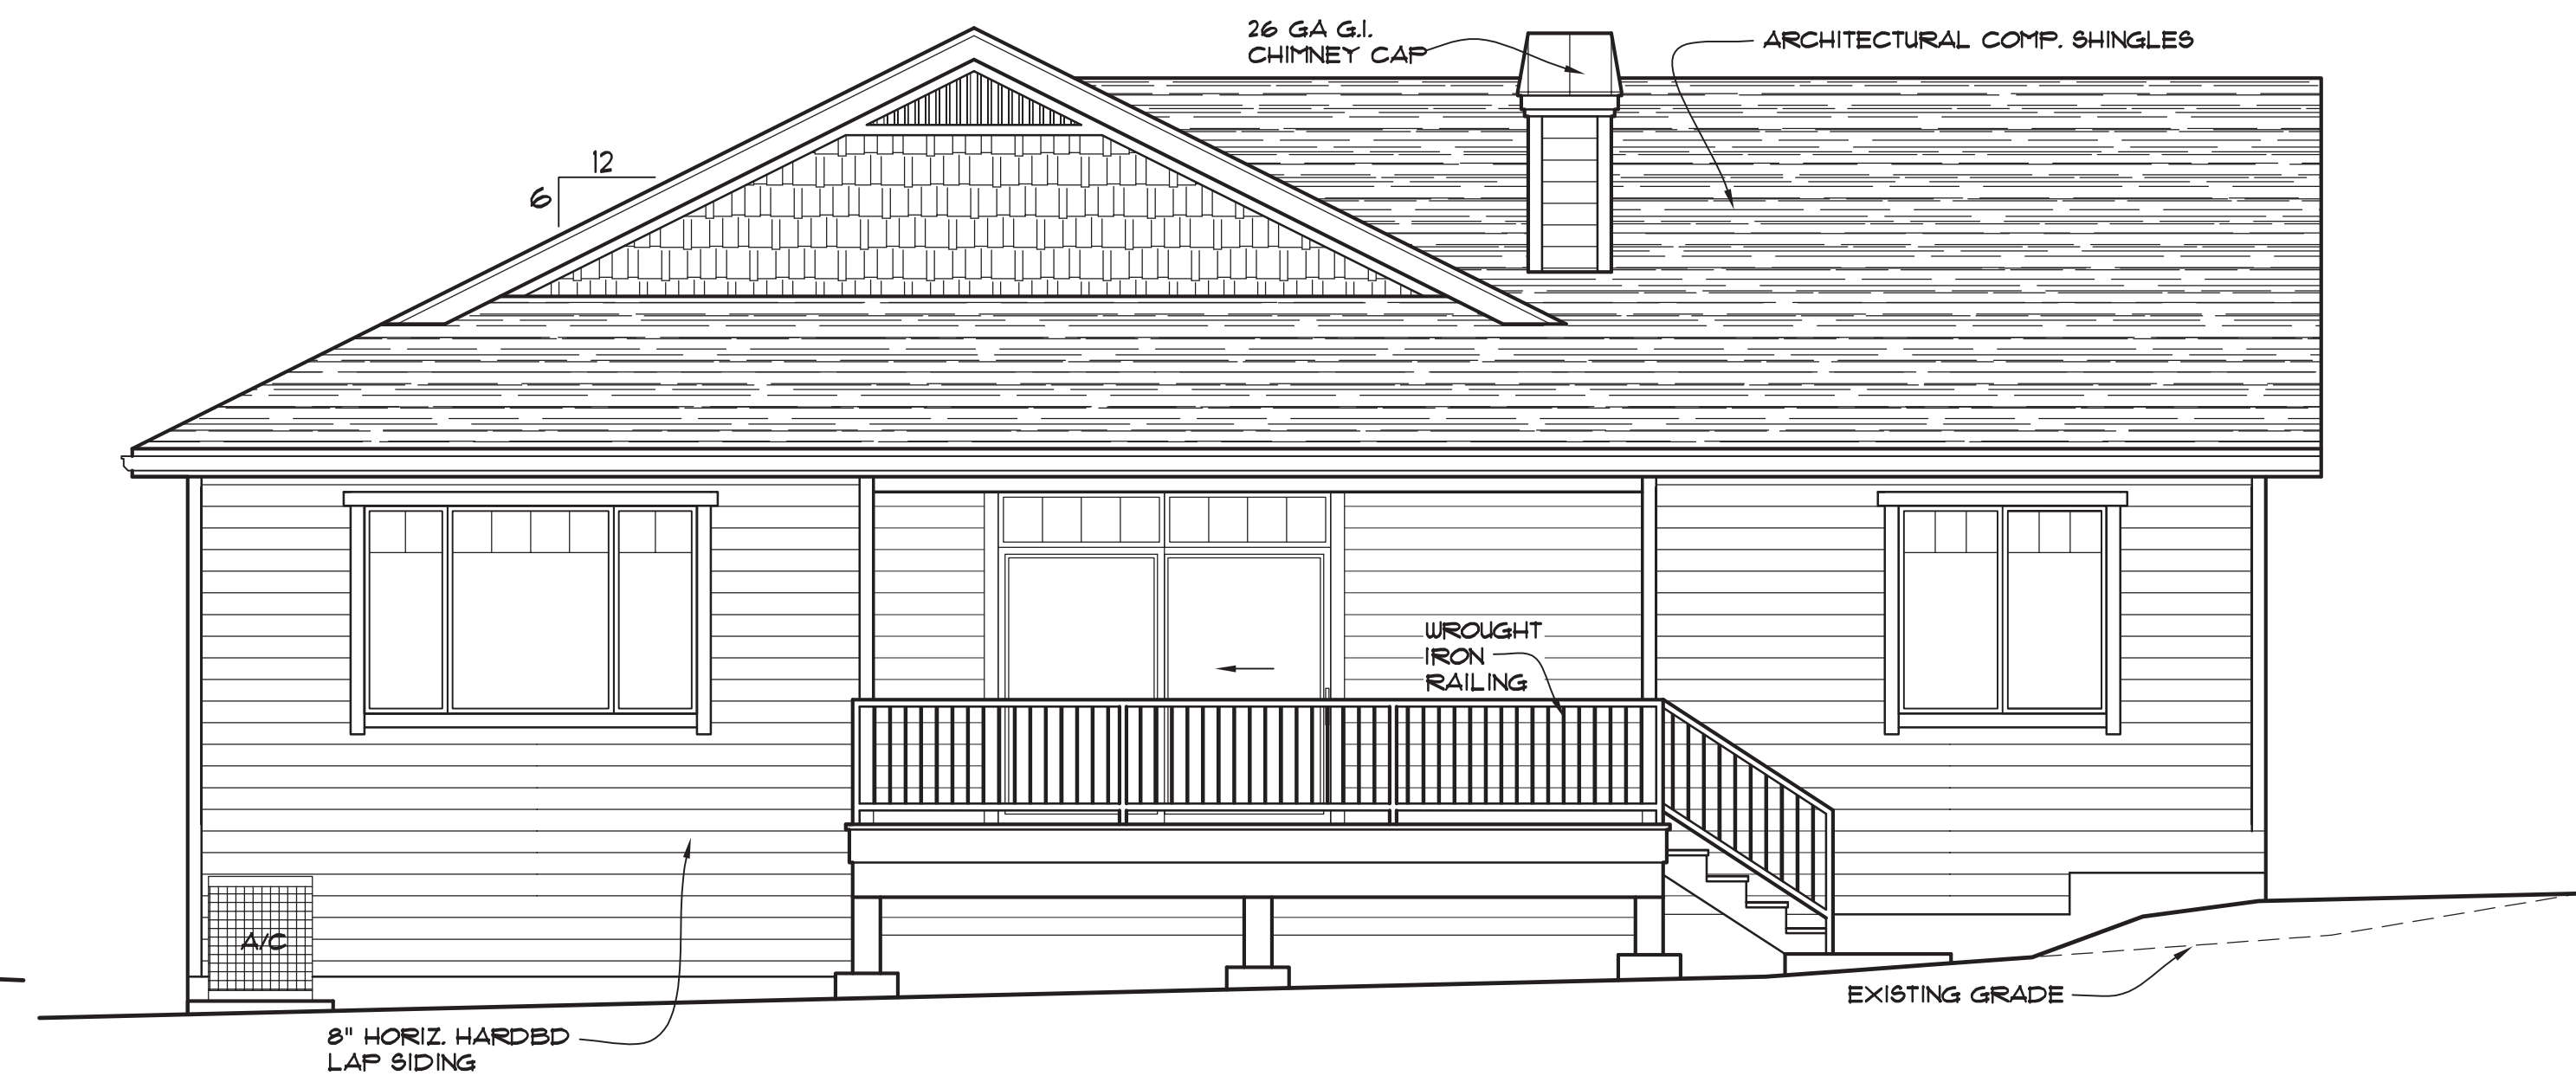 26 GA G.I.
CHIMNEY CAP
ARCHITECTURAL COMP. SHINGLES
12
6
WROUGHT
IRON
RAILING
A/C
EXISTING GRADE
8" HORIZ. HARDBD
LAP SIDING